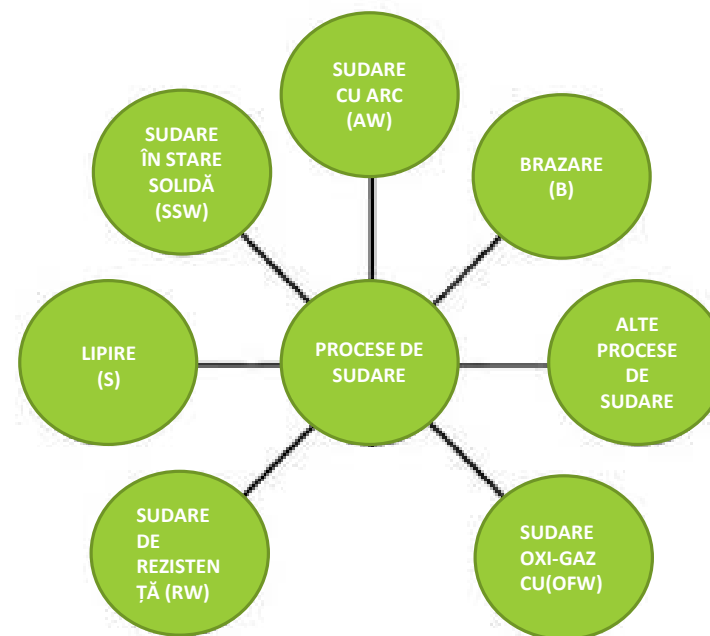 SUDARE
CU ARC
(AW)
SUDARE
ÎN STARE
SOLIDĂ
(SSW)
BRAZARE
(B)
LIPIRE
(S)
PROCESE DE
SUDARE
ALTE
PROCESE
DE
SUDARE
SUDARE
DE
REZISTEN
ȚĂ (RW)
SUDARE
OXI-GAZ
CU(OFW)